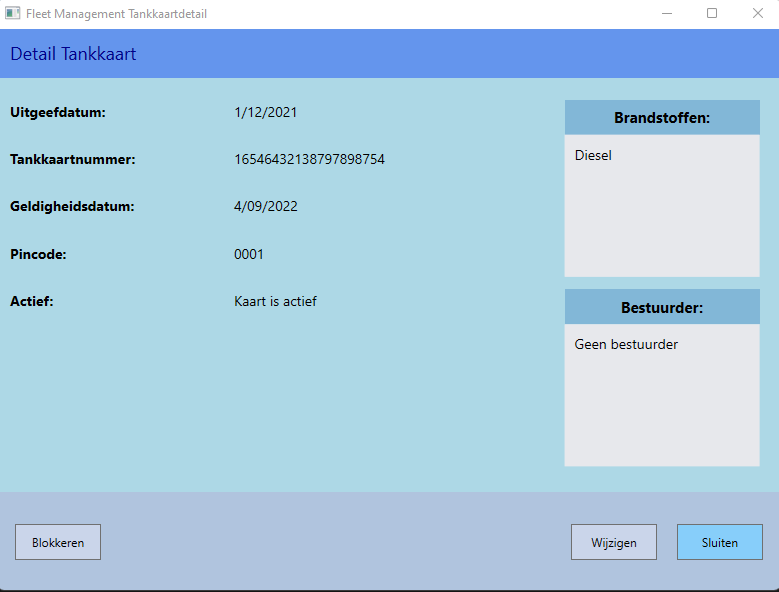 Fleet Management Tankkaartdetail
Detail Tankkaart
Uitgeefdatum: 1/12/2021
Tankkaartnummer: 16546432138797898754
Geldigheidsdatum: 4/09/2022
Pincode: 0001
Actief: Kaart is actief
Brandstoffen:
Diesel
Bestuurder:
Geen bestuurder
Blokkeren Wijzigen Sluiten